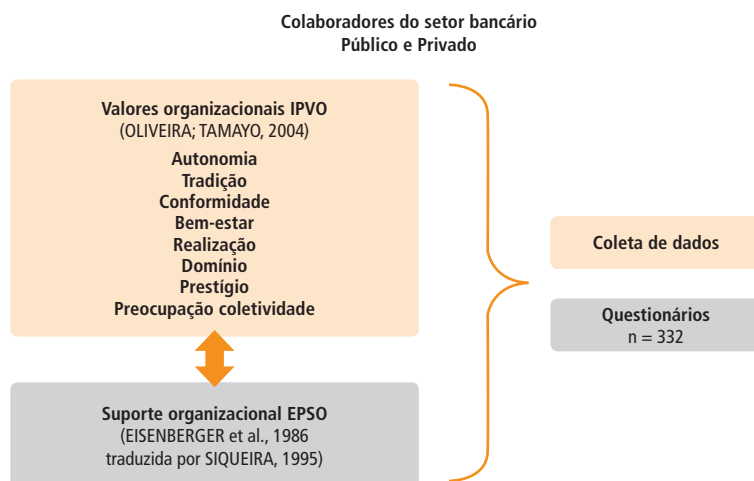 Colaboradores do setor bancário
Público e Privado
Valores organizacionais IPVO
(OLIVEIRA; TAMAYO, 2004)
Autonomia
Tradição
Conformidade
Bem-estar
Realização
Domínio
Prestígio
Preocupação coletividade
Suporte organizacional EPSO
(EISENBERGER et al., 1986
traduzida por SIQUEIRA, 1995)
Coleta de dados
Questionários
n = 332